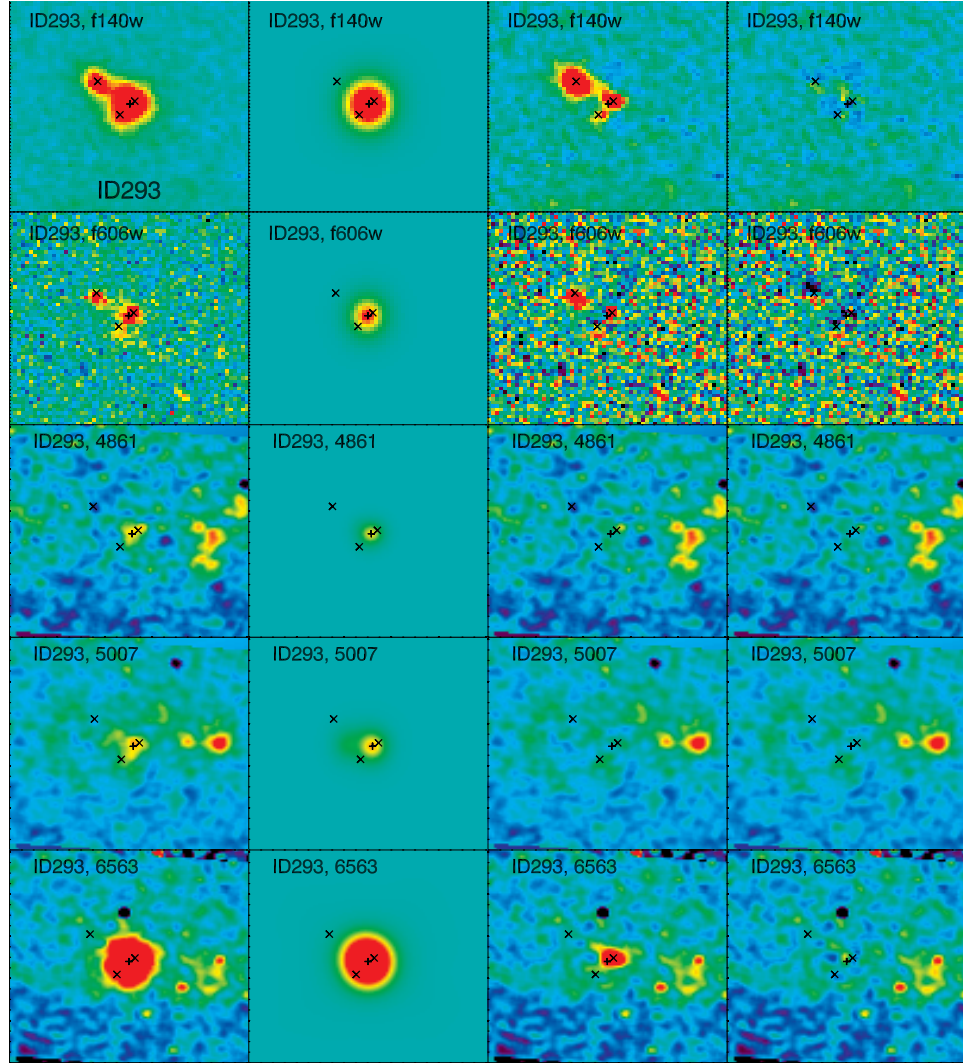 ID293, f140w ID293, f140w ID293, f140w ID293, f140w
ID293
ID293, f606w ID293, f606w ID293, f606w ID293, f606w
ID293, 4861 ID293, 4861 ID293, 4861 ID293, 4861
ID293, 5007 ID293, 5007 ID293, 5007 ID293, 5007
ID293, 6563 ID293, 6563 ID293, 6563 ID293, 6563